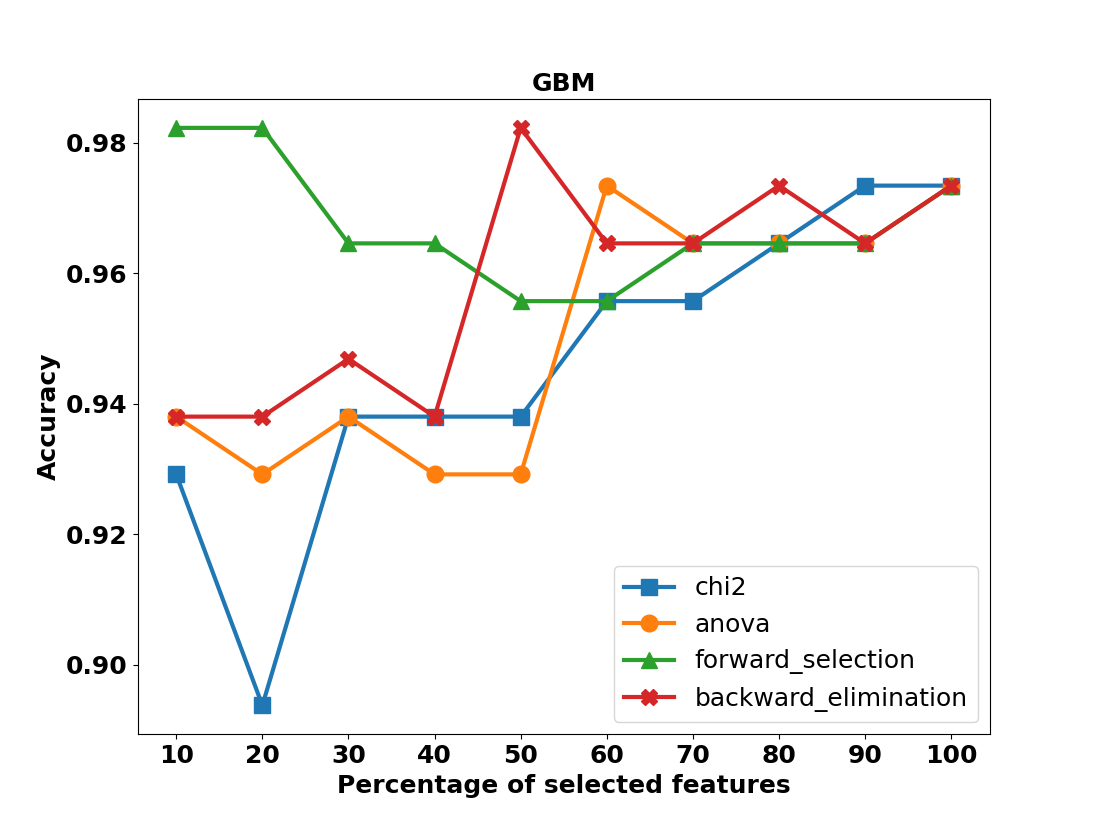 GBM
Accuracy
0.98
0.96
0.94
0.92
0.90
10 20 30 40 50 60 70 80 90 100
Percentage of selected features
chi2
anova
forward_selection
backward_elimination